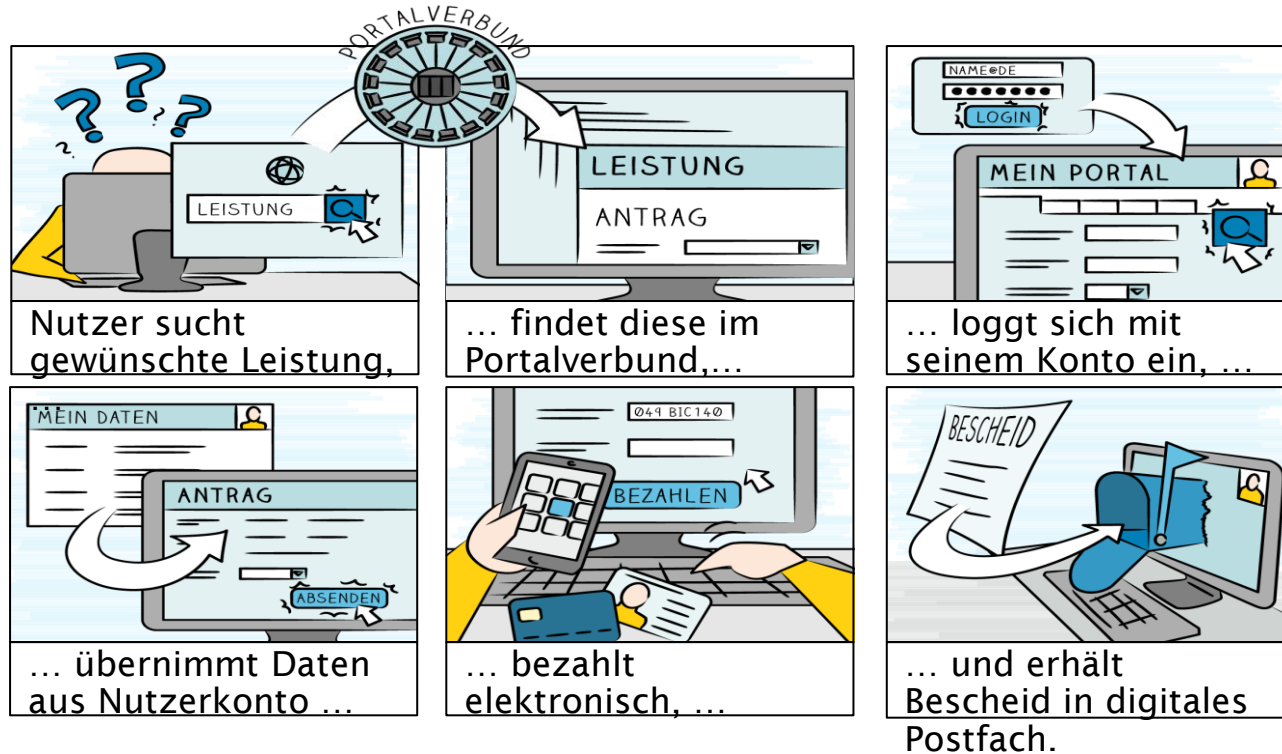 PORTALVERBUND
LEISTUNG
Nutzer sucht
gewünschte Leistung,
LEISTUNG
ANTRAG
… findet diese im
Portalverbund,…
NAME@DE
LOGIN
MEIN PORTAL
… loggt sich mit
seinem Konto ein, …
...
MEIN DATEN
ANTRAG
ABSENDEN
… übernimmt Daten
aus Nutzerkonto …
049 BIC140
BEZAHLEN
… bezahlt
elektronisch, …
BESCHEID
… und erhält
Bescheid in digitales
Postfach.